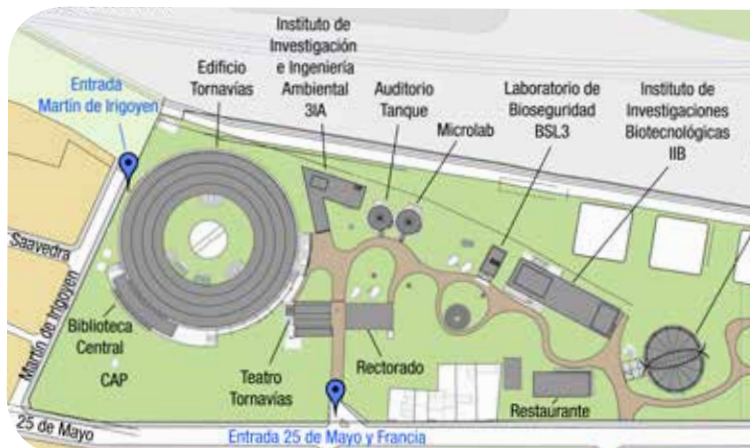 Instituto de
Investigación
e Ingeniería
Ambiental
3IA
Edificio
Tornavías
Entrada
Martín de Irigoyen
Auditorio
Tanque
Microlab
Laboratorio de
Bioseguridad
BSL3
Instituto de
Investigaciones
Biotecnológicas
IIB
Saavedra
Martín de Irigoyen
Biblioteca
Central
CAP
Teatro
Tornavías
Rectorado
Restaurante
25 de Mayo
Entrada 25 de Mayo y Francia